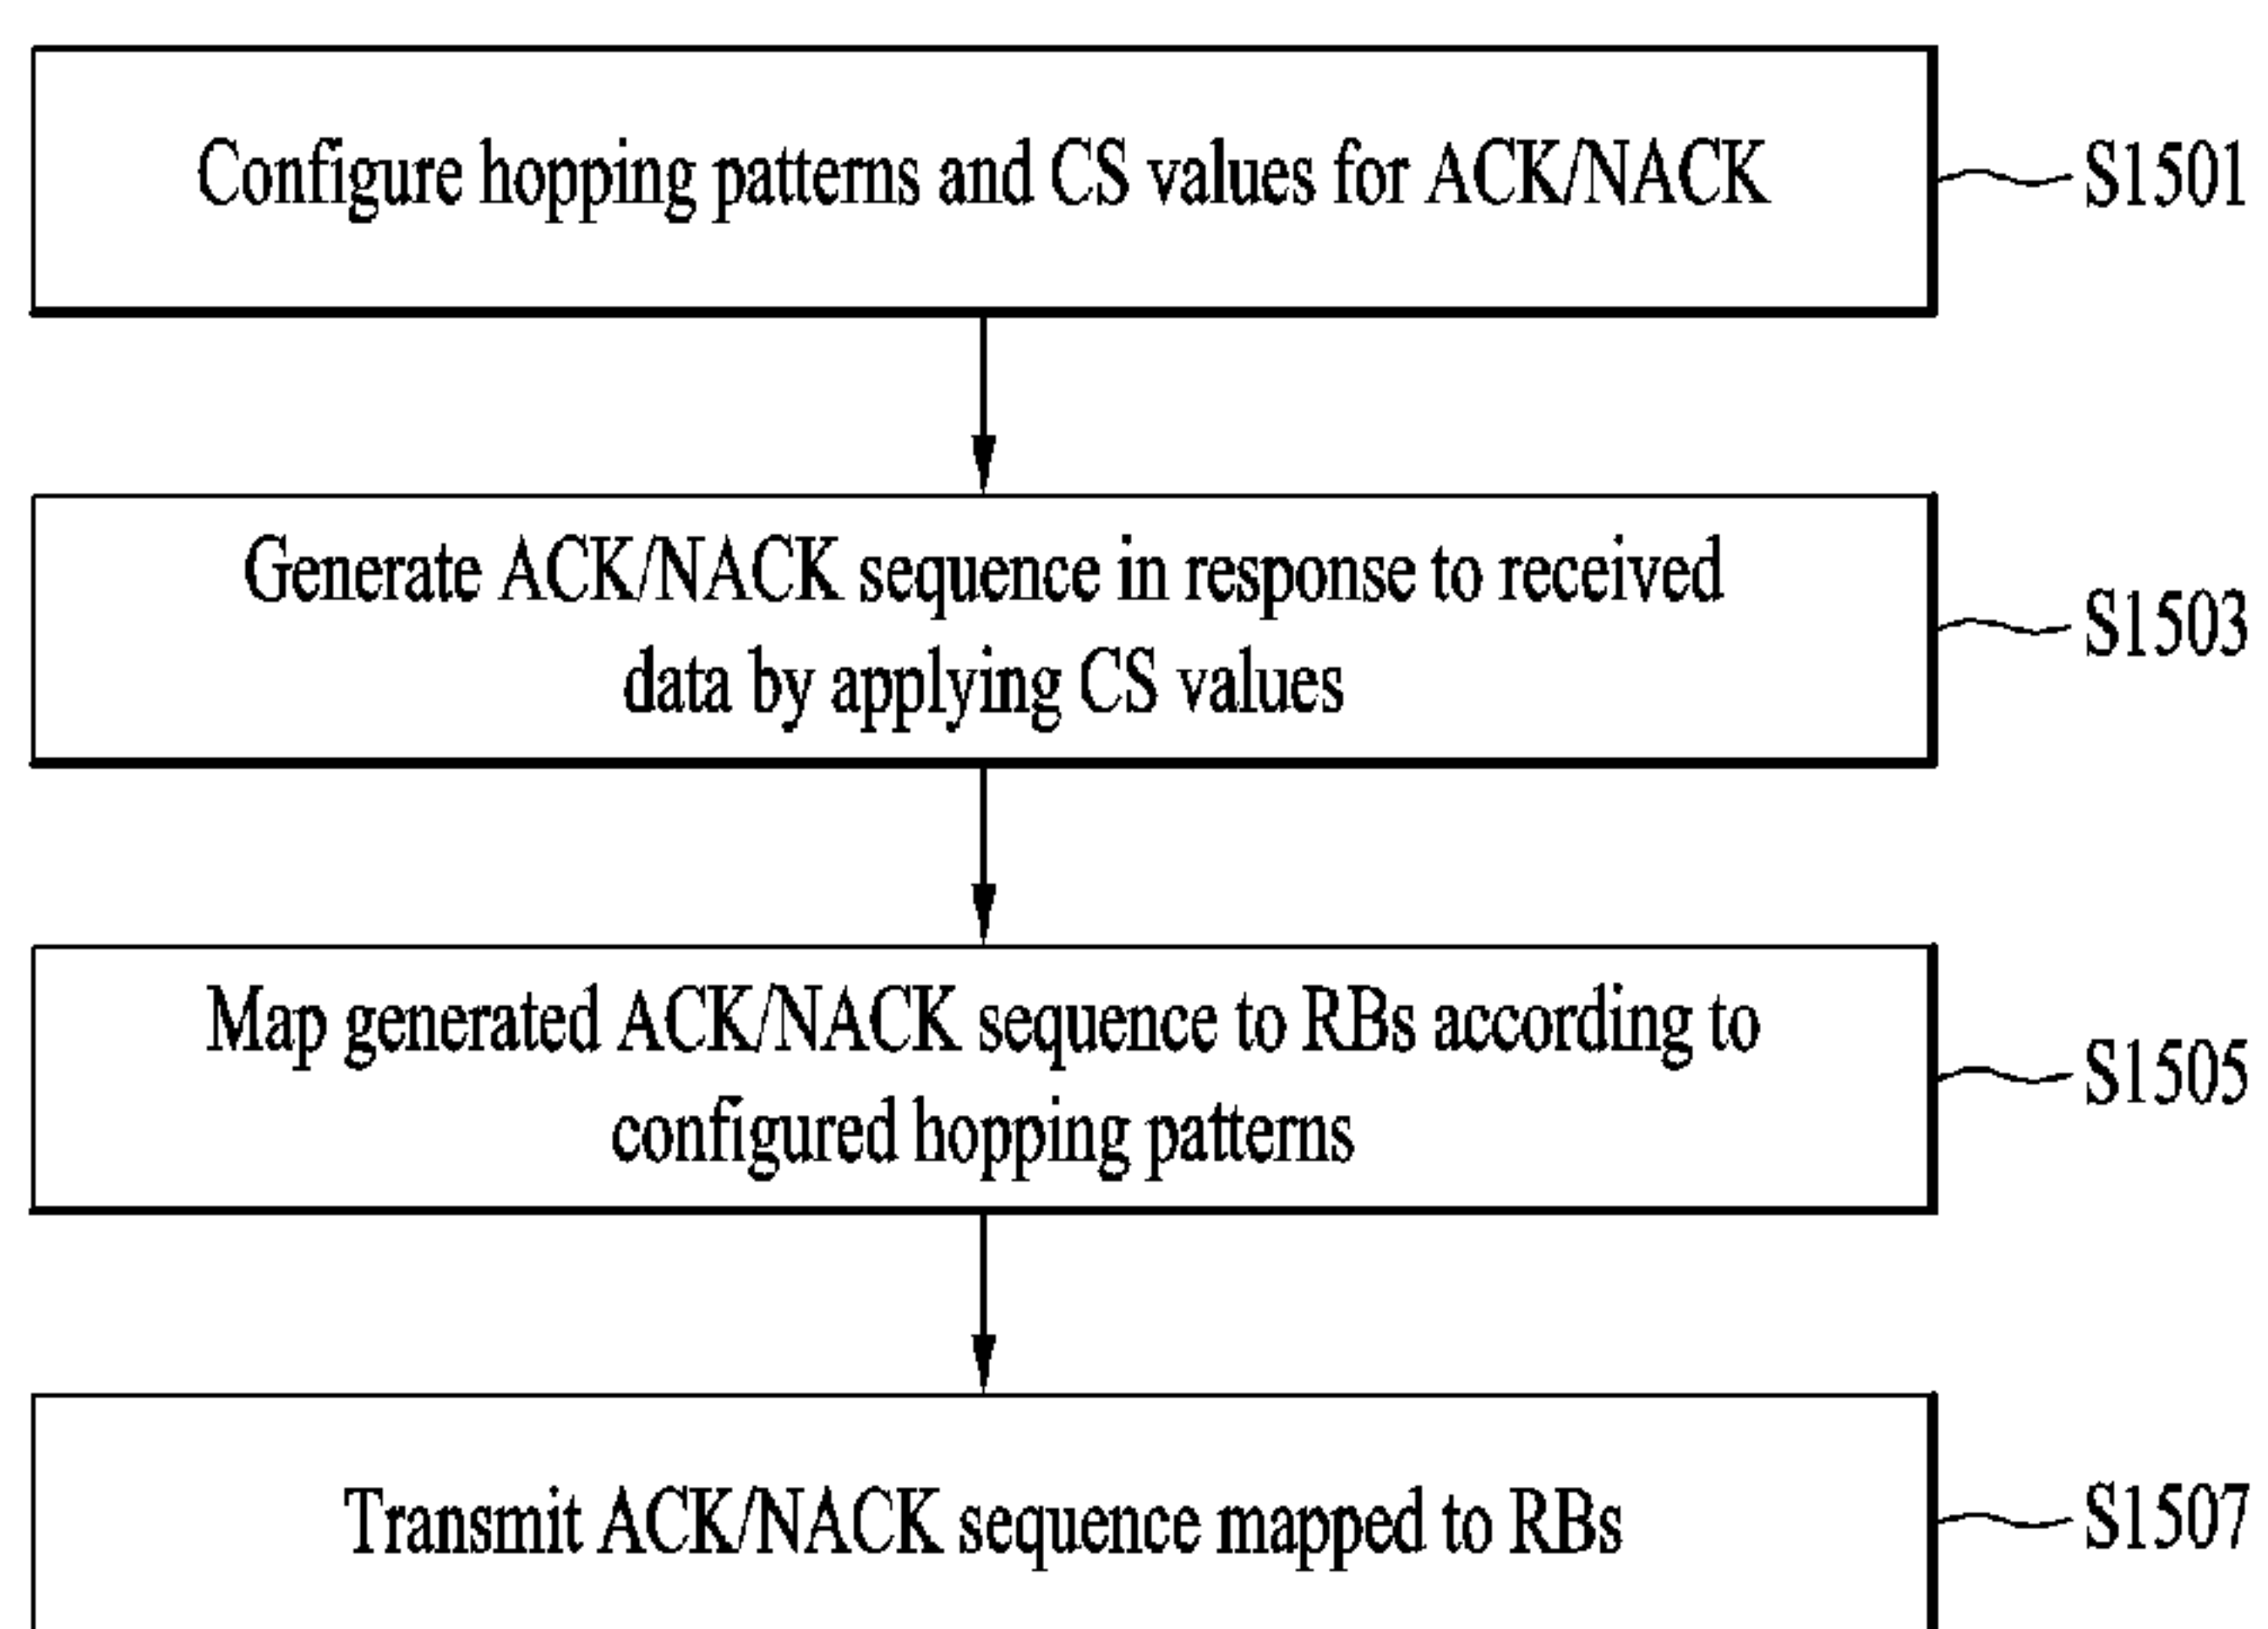 Configure hopping patterns and CS values for ACK/NACK
S1501
Generate ACK/NACK sequence in response to received
data by applying CS values
S1503
Map generated ACK/NACK sequence to RBs according to
configured hopping patterns
S1505
Transmit ACK/NACK sequence mapped to RBs
S1507